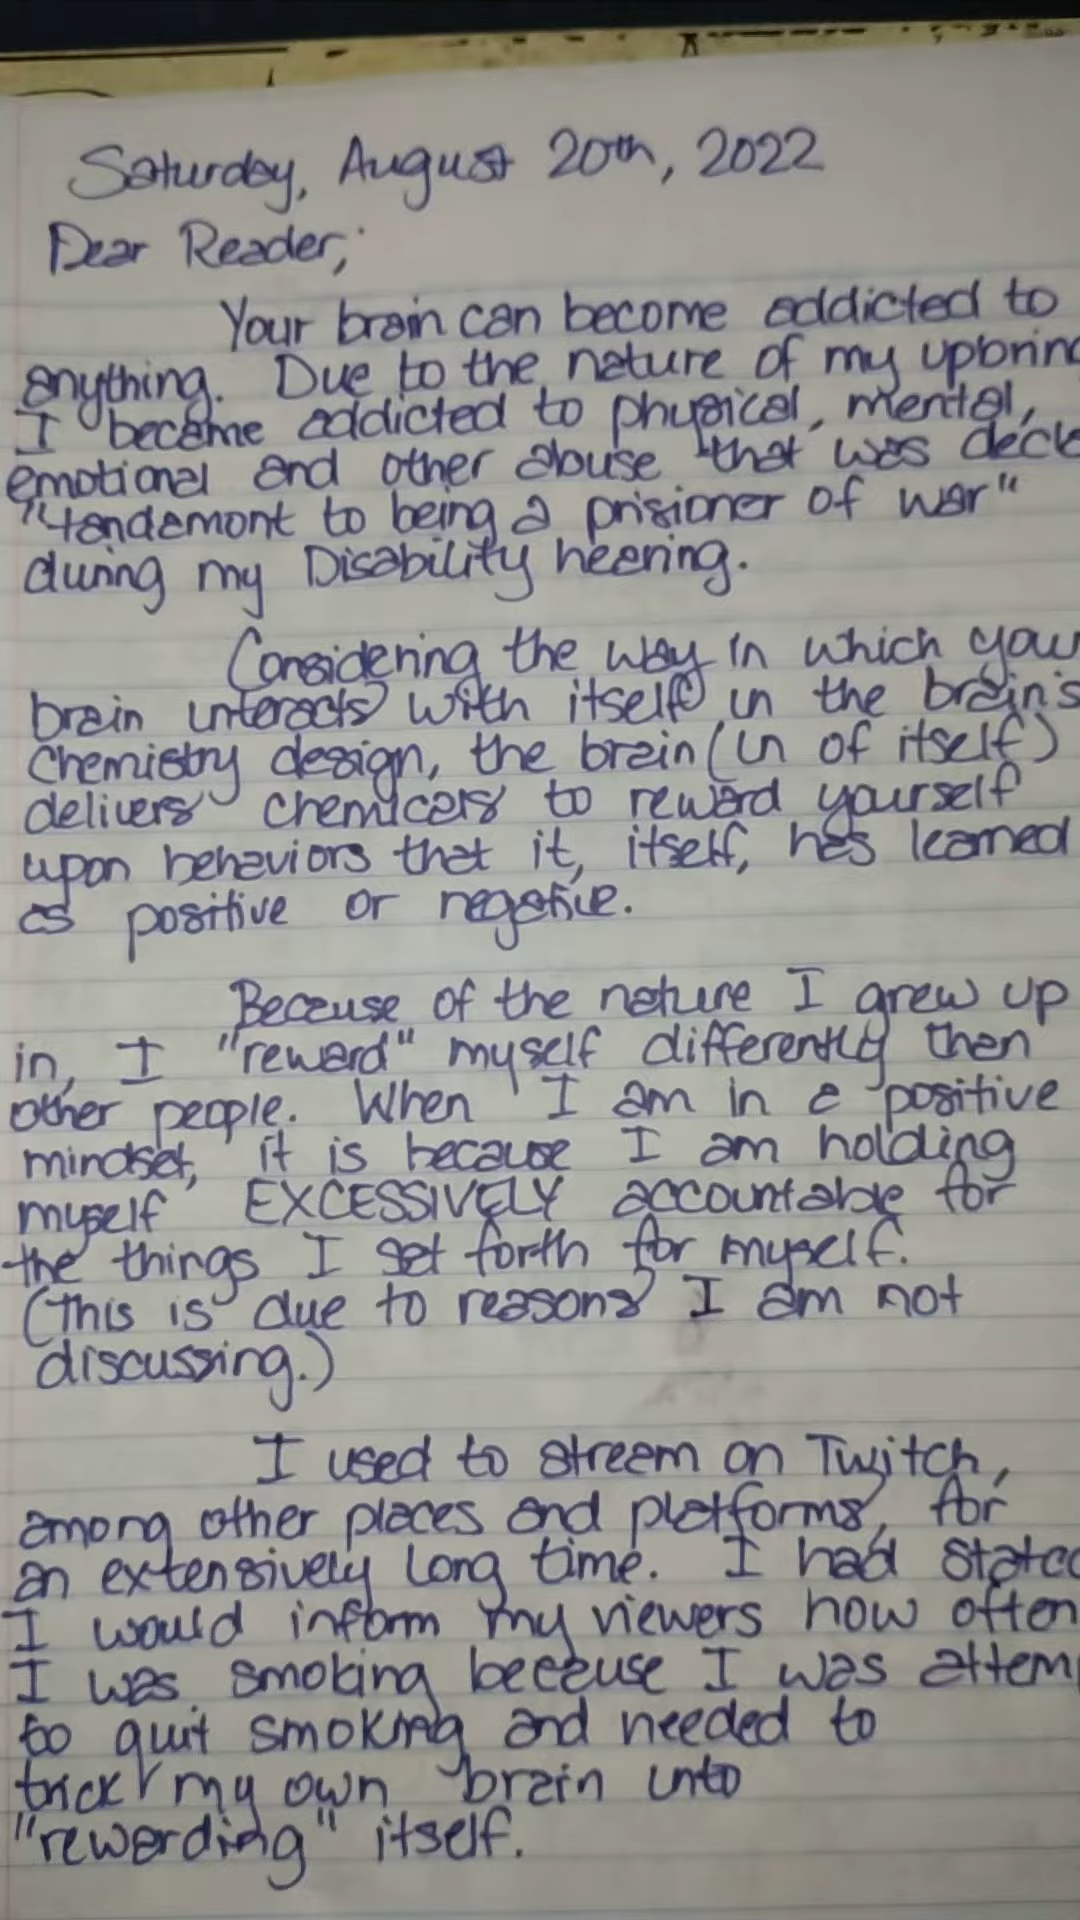 Saturday, August 20th, 2022
Dear Reader,
Your brain can become addicted to
anything. Due to the nature of my upbring
I became addicted to physical, mental,
emotional and other abuse that was decla
"tandamont to being a prisioner of war"
during my Disability hearing.
Considering the way in which your
brain interacts with itself in the brain's
chemistry design, the brain (in of itself)
delivers chemicals to reward yourself
upon behaviors that it, itself, has learned
as positive or negative.
Because of the nature I grew up
in, I "reward" myself differently then
other people. When I am in a positive
mindset, it is because I am holding
myself EXCESSIVELY accountable for
the things I set forth for myself.
(This is due to reasons I am not
discussing.)
I used to stream on Twitch,
among other places and platforms, for
an extensively long time. I had stated
I would inform my viewers how often
I was smoking because I was attemp
to quit smoking and needed to
trick my own brain into
"rewarding" itself.